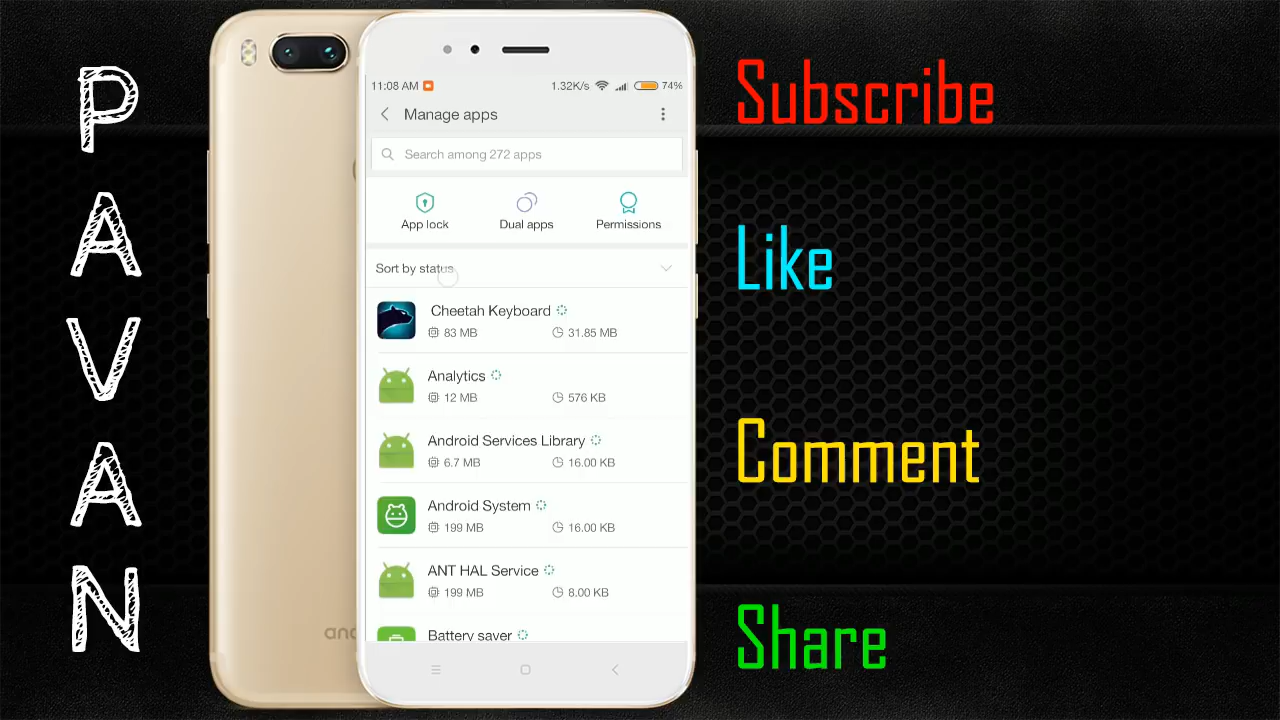 PAVAN
11:08 AM 1.32K/s 74%
Manage apps
Search among 272 apps
App lock Dual apps Permissions
Sort by status
Cheetah Keyboard
83 MB 31.85 MB
Analytics
12 MB 576 KB
Android Services Library
6.7 MB 16.00 KB
Android System
199 MB 16.00 KB
ANT HAL Service
199 MB 8.00 KB
Battery saver
Subscribe
Like
Comment
Share